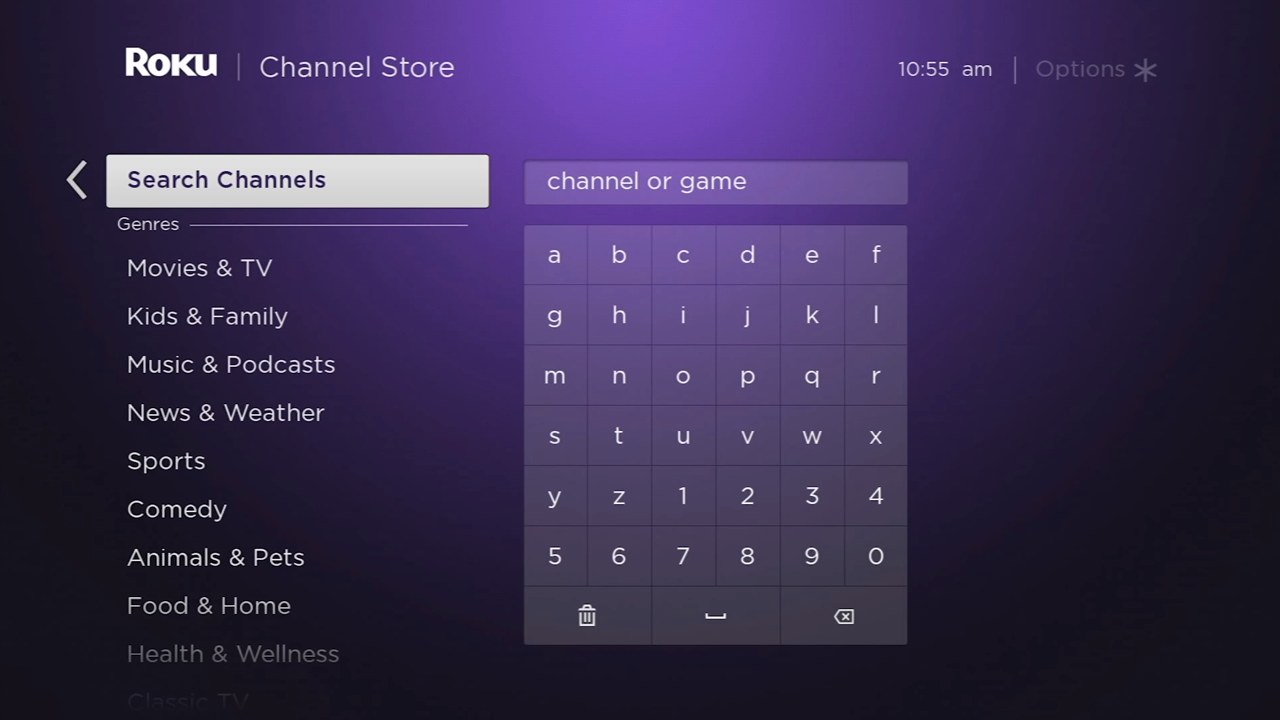 Roku | Channel Store
10:55 am | Options
Search Channels
Genres
Movies & TV
Kids & Family
Music & Podcasts
News & Weather
Sports
Comedy
Animals & Pets
Food & Home
Health & Wellness
Classic TV
channel or game
a b c d e f
g h i j k l
m n o p q r
s t u v w x
y z 1 2 3 4
5 6 7 8 9 0